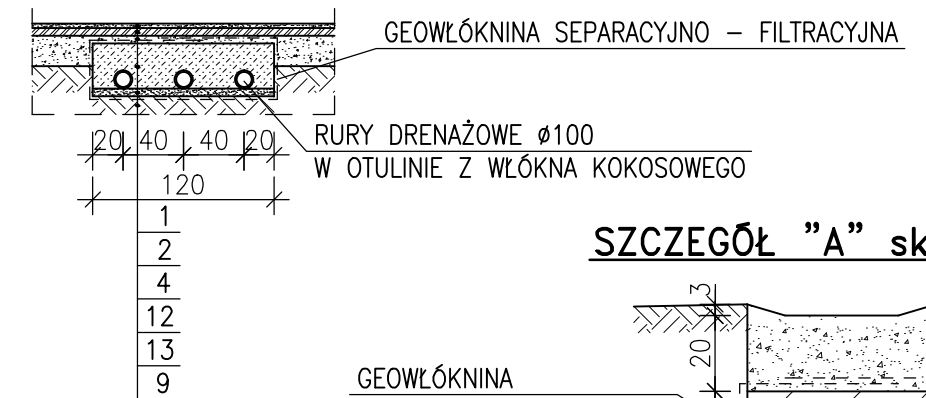 GEOWŁÓKNINA SEPARACYJNO – FILTRACYJNA
RURY DRENAŻOWE ø100
W OTULINIE Z WŁÓKNA KOKOSOWEGO
20 40 40 20
120
1
2
4
12
13
9
SZCZEGÓŁ "A" sk
3
20
GEOWŁÓKNINA